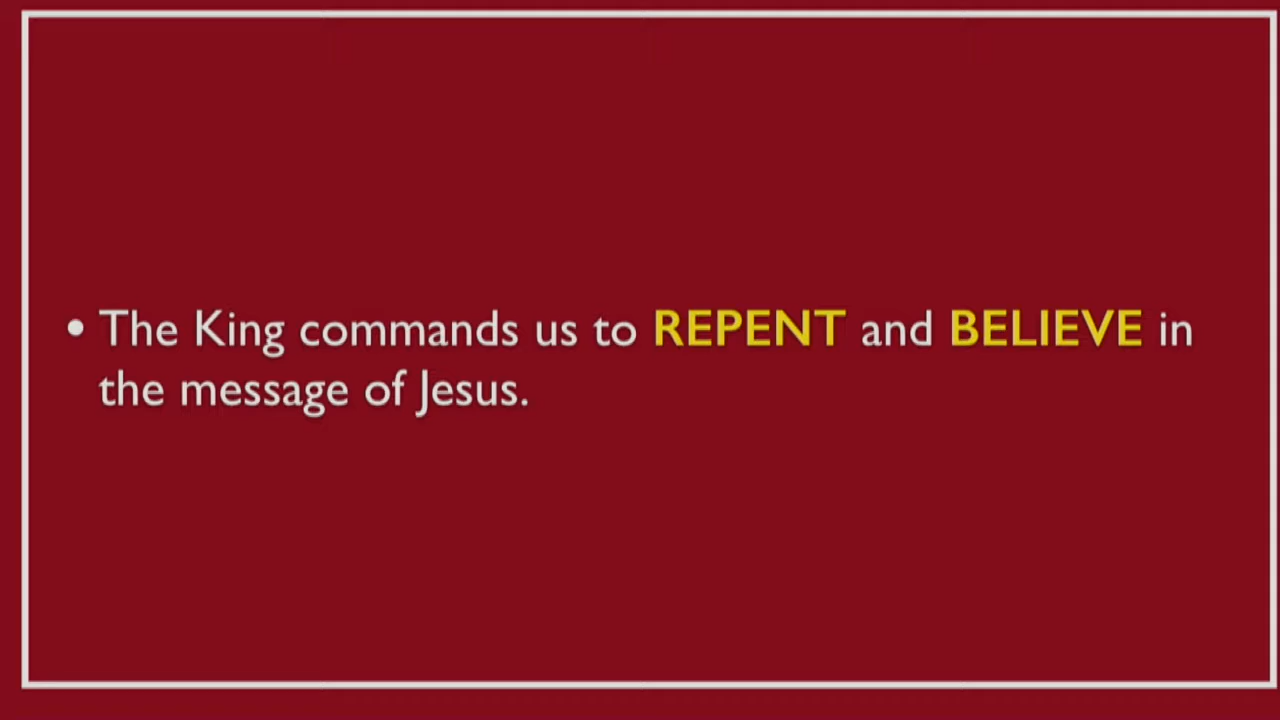 • The King commands us to REPENT and BELIEVE in
the message of Jesus.